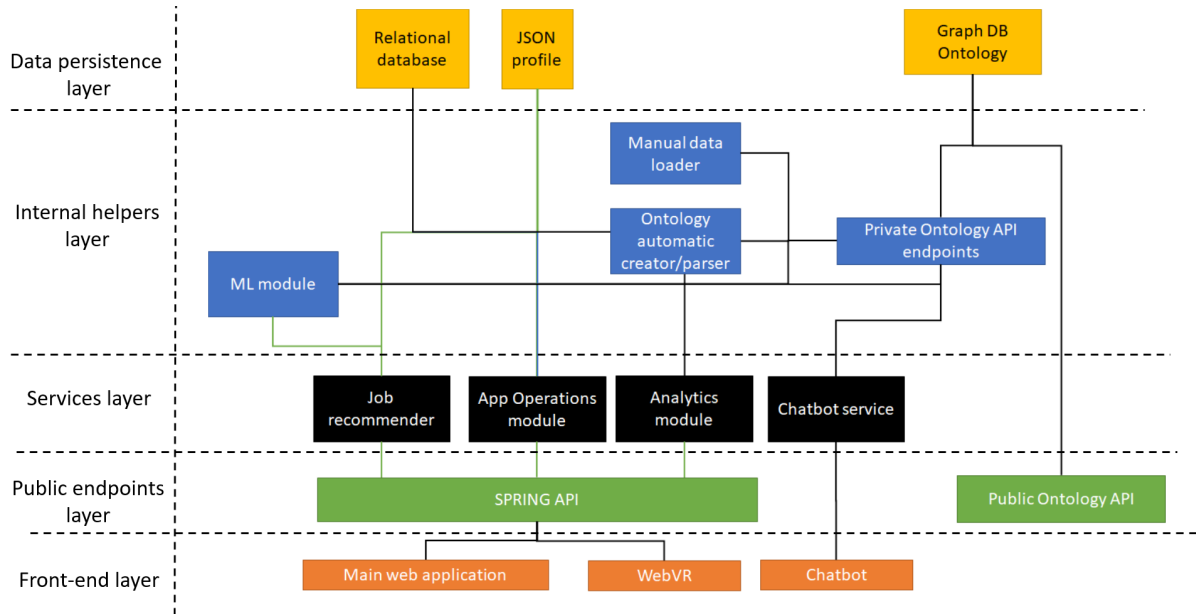 Data persistence
layer
Relational
database
JSON
profile
Graph DB
Ontology
Internal helpers
layer
Manual data
loader
Ontology
automatic
creator/parser
Private Ontology API
endpoints
ML module
Services layer
Job
recommender
App Operations
module
Analytics
module
Chatbot service
Public endpoints
layer
SPRING API
Public Ontology API
Front-end layer
Main web application
WebVR
Chatbot